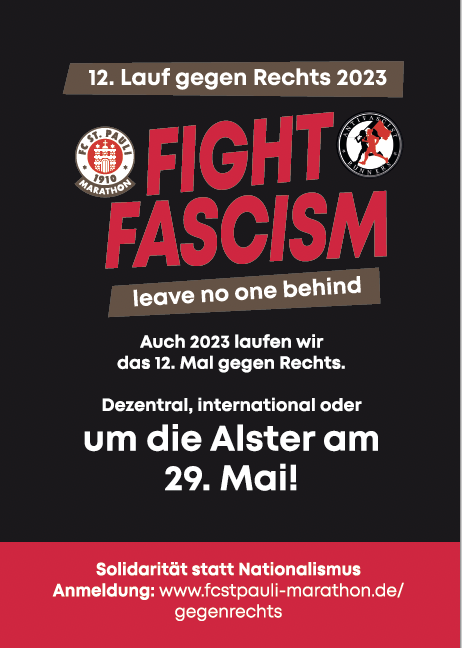 12. Lauf gegen Rechts 2023
FC ST. PAULI
1910
MARATHON
ANTIFASCIST
RUNNERS
FIGHT
FASCISM
leave no one behind
Auch 2023 laufen wir
das 12. Mal gegen Rechts.
Dezentral, international oder
um die Alster am
29. Mai!
Solidarität statt Nationalismus
Anmeldung: www.fcstpauli-marathon.de/
gegenrechts